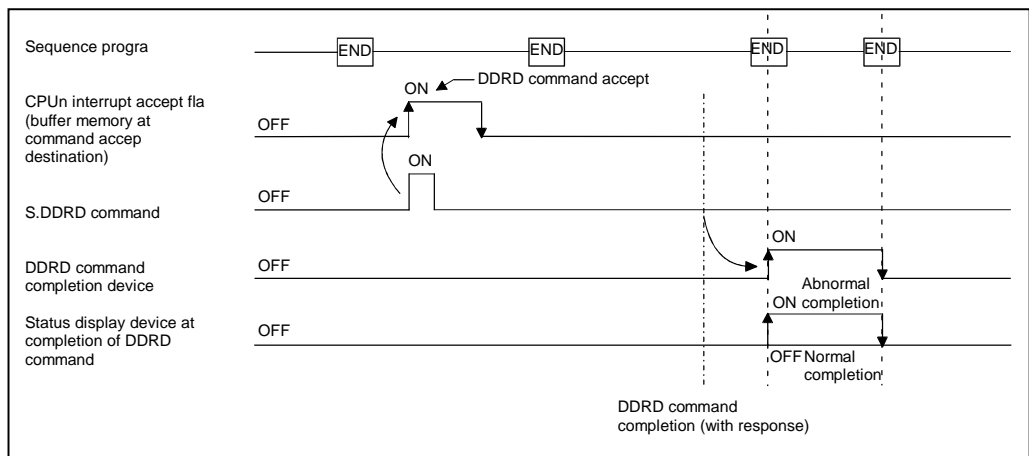 Sequence progra
END
END
END
END
DDRD command accept
ON
CPUn interrupt accept fla
(buffer memory at
command accep
destination)
OFF
ON
S.DDRD command
OFF
ON
DDRD command
completion device
OFF
Abnormal
ON completion
Status display device at
completion of DDRD
command
OFF
OFF Normal
completion
DDRD command
completion (with response)